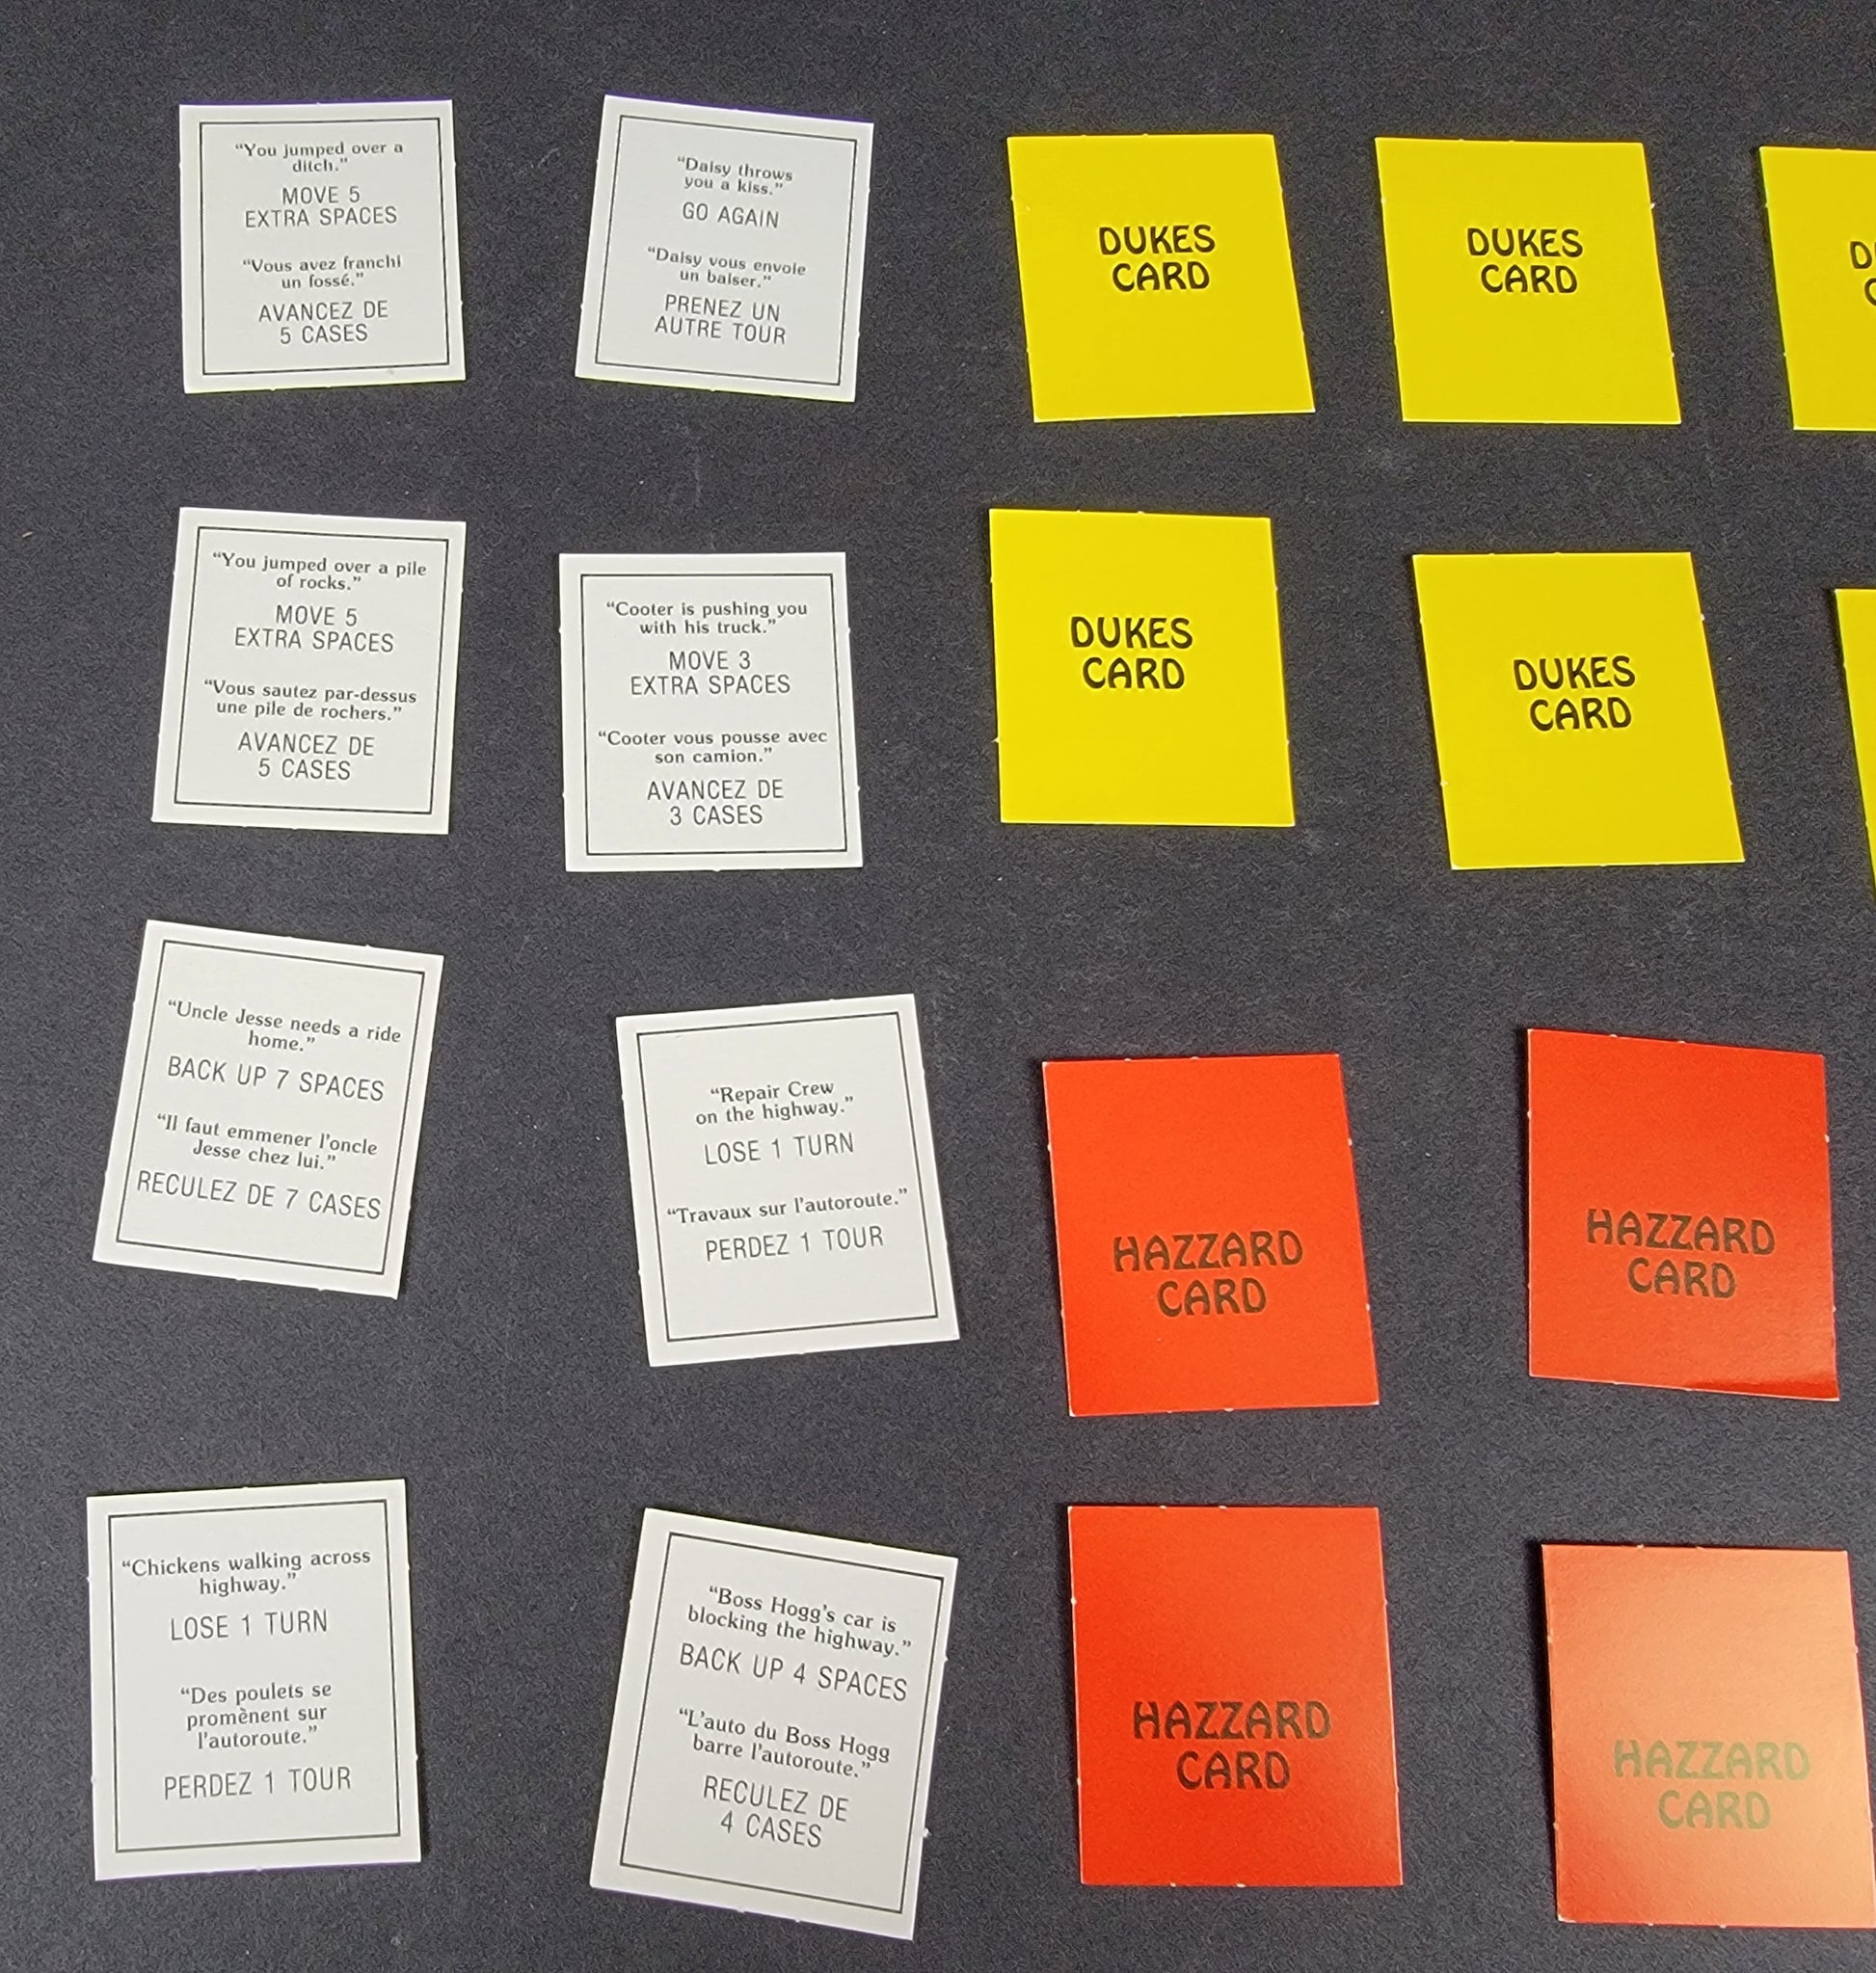 “You jumped over a
ditch.”
MOVE 5
EXTRA SPACES
“Vous avez franchi
un fossé.”
AVANCEZ DE
5 CASES
“Daisy throws
you a kiss.”
GO AGAIN
“Daisy vous envoie
un baiser.”
PRENEZ UN
AUTRE TOUR
DUKES
CARD
DUKES
CARD
“You jumped over a pile
of rocks.”
MOVE 5
EXTRA SPACES
“Vous sautez par-dessus
une pile de rochers.”
AVANCEZ DE
5 CASES
“Cooter is pushing you
with his truck.”
MOVE 3
EXTRA SPACES
“Cooter vous pousse avec
son camion.”
AVANCEZ DE
3 CASES
DUKES
CARD
DUKES
CARD
“Uncle Jesse needs a ride
home.”
BACK UP 7 SPACES
“Il faut emmener l'oncle
Jesse chez lui.”
RECULEZ DE 7 CASES
“Repair Crew
on the highway.”
LOSE 1 TURN
“Travaux sur l'autoroute.”
PERDEZ 1 TOUR
HAZZARD
CARD
HAZZARD
CARD
“Chickens walking across
highway.”
LOSE 1 TURN
“Des poulets se
promènent sur
l'autoroute.”
PERDEZ 1 TOUR
“Boss Hogg's car is
blocking the highway.”
BACK UP 4 SPACES
“L'auto du Boss Hogg
barre l'autoroute.”
RECULEZ DE
4 CASES
HAZZARD
CARD
HAZZARD
CARD